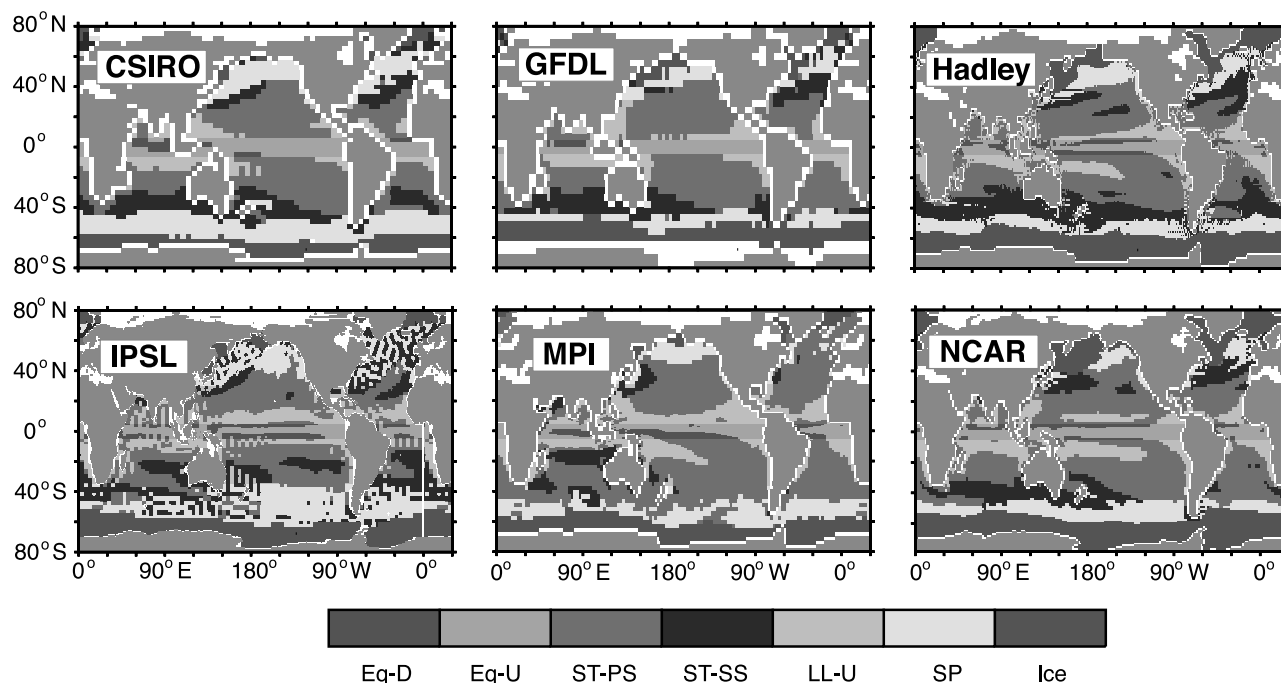 80° N
40° N
0°
40° S
80° S
CSIRO
GFDL
Hadley
80° N
40° N
0°
40° S
80° S
IPSL
MPI
NCAR
0° 90° E 180° 90° W 0°
0° 90° E 180° 90° W 0°
0° 90° E 180° 90° W 0°
Eq-D Eq-U ST-PS ST-SS LL-U SP Ice